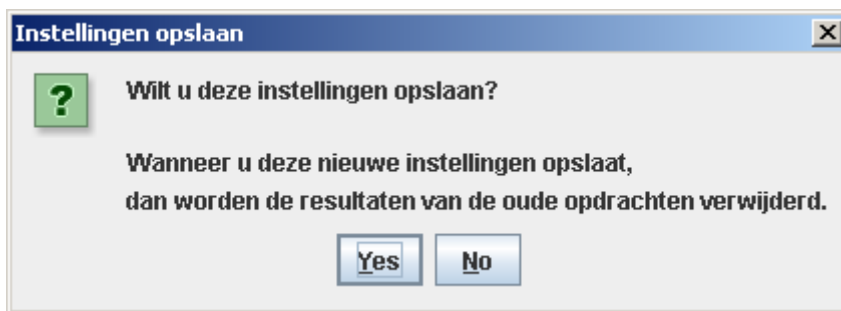 Instellingen opslaan
?
Wilt u deze instellingen opslaan?
Wanneer u deze nieuwe instellingen opslaat,
dan worden de resultaten van de oude opdrachten verwijderd.
Yes No